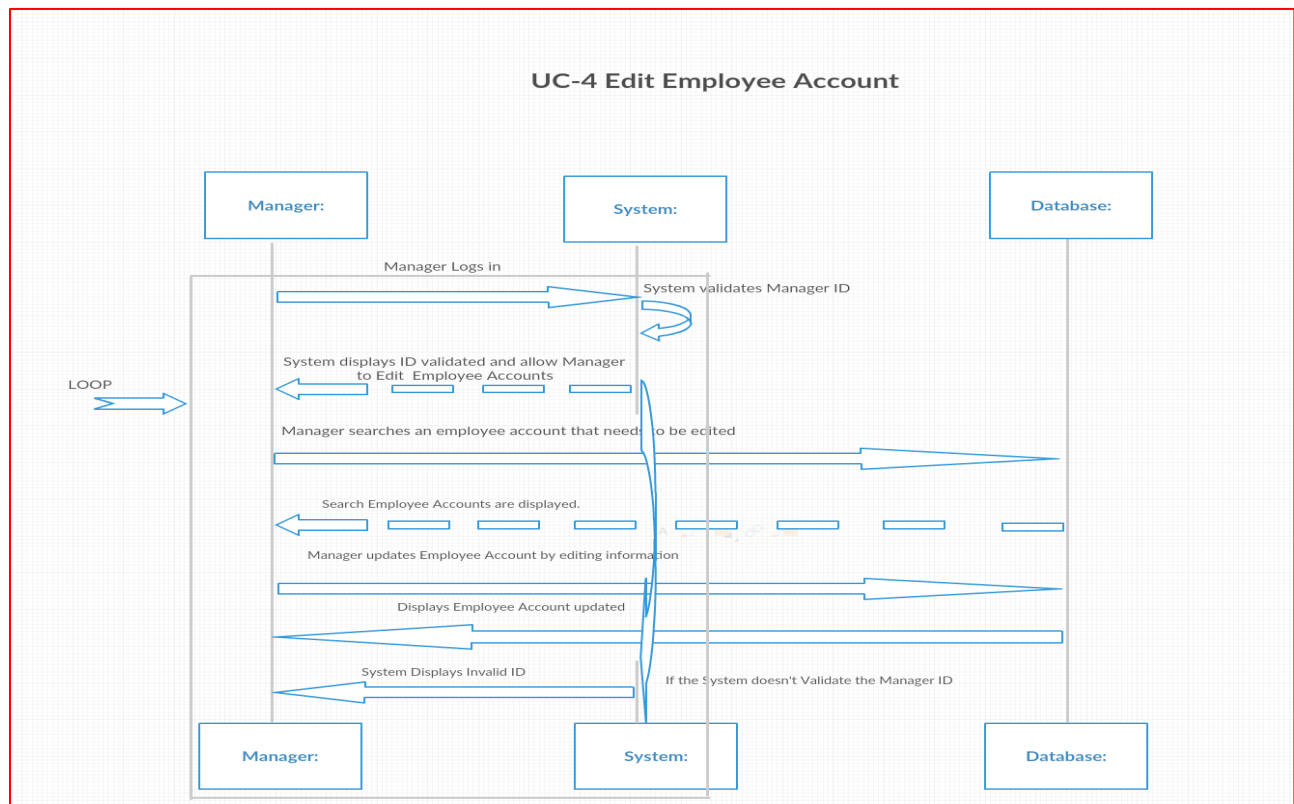 UC-4 Edit Employee Account
Manager:
System:
Database:
Manager Logs in
System validates Manager ID
System displays ID validated and allow Manager
to Edit Employee Accounts
LOOP
Manager searches an employee account that needs to be edited
Search Employee Accounts are displayed.
Manager updates Employee Account by editing information
Displays Employee Account updated
System Displays Invalid ID
If the System doesn't Validate the Manager ID
Manager:
System:
Database: